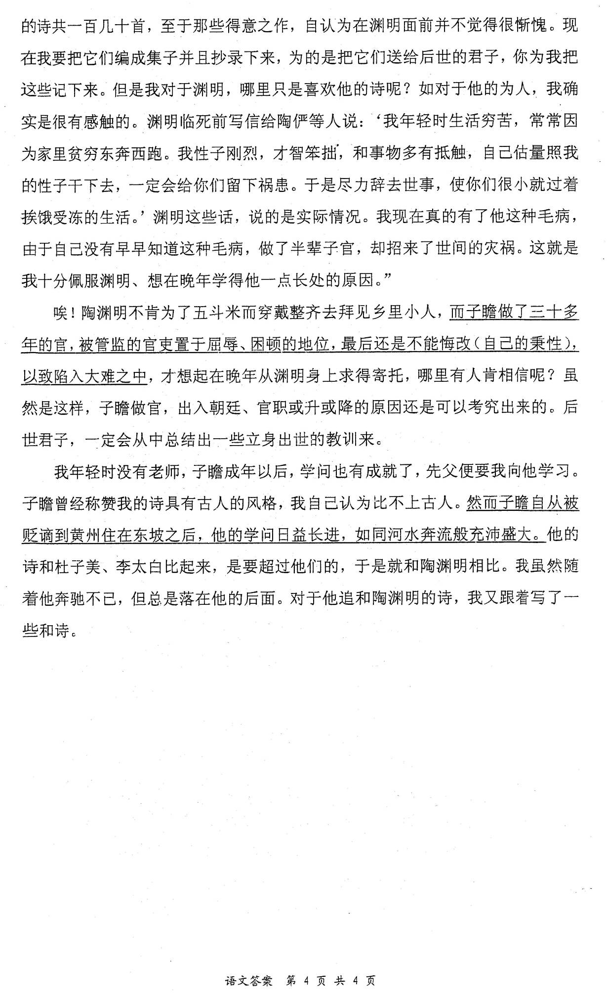 的诗共一百几十首，至于那些得意之作，自认为在渊明面前并不觉得很惭愧。现
在我要把它们编成集子并且抄录下来，为的是把它们送给后世的君子，你为我把
这些记下来。但是我对于渊明，哪里只是喜欢他的诗呢？如对于他的为人，我确
实是很有感触的。渊明临死前写信给陶俨等人说：‘我年轻时生活穷苦，常常因
为家里贫穷东奔西跑。我性子刚烈，才智笨拙，和事物多有抵触，自己估量照我
的性子干下去，一定会给你们留下祸患。于是尽力辞去世事，使你们很小就过着
挨饿受冻的生活。’渊明这些话，说的是实际情况。我现在真的有了他这种毛病，
由于自己没有早早知道这种毛病，做了半辈子官，却招来了世间的灾祸。这就是
我十分佩服渊明、想在晚年学得他一点长处的原因。”
唉！陶渊明不肯为了五斗米而穿戴整齐去拜见乡里小人，而子瞻做了三十多
年的官，被管监的官吏置于屈辱、困顿的地位，最后还是不能悔改（自己的秉性），
以致陷入大难之中，才想起在晚年从渊明身上求得寄托，哪里有人肯相信呢？虽
然是这样，子瞻做官，出入朝廷、官职或升或降的原因还是可以考究出来的。后
世君子，一定会从中总结出一些立身出世的教训来。
我年轻时没有老师，子瞻成年以后，学问也有成就了，先父便要我向他学习。
子瞻曾经称赞我的诗具有古人的风格，我自己认为比不上古人。然而子瞻自从被
贬谪到黄州住在东坡之后，他的学问日益长进，如同河水奔流般充沛盛大。他的
诗和杜子美、李太白比起来，是要超过他们的，于是就和陶渊明相比。我虽然随
着他奔驰不已，但总是落在他的后面。对于他追和陶渊明的诗，我又跟着写了一
些和诗。
语文答案 第 4 页 共 4 页